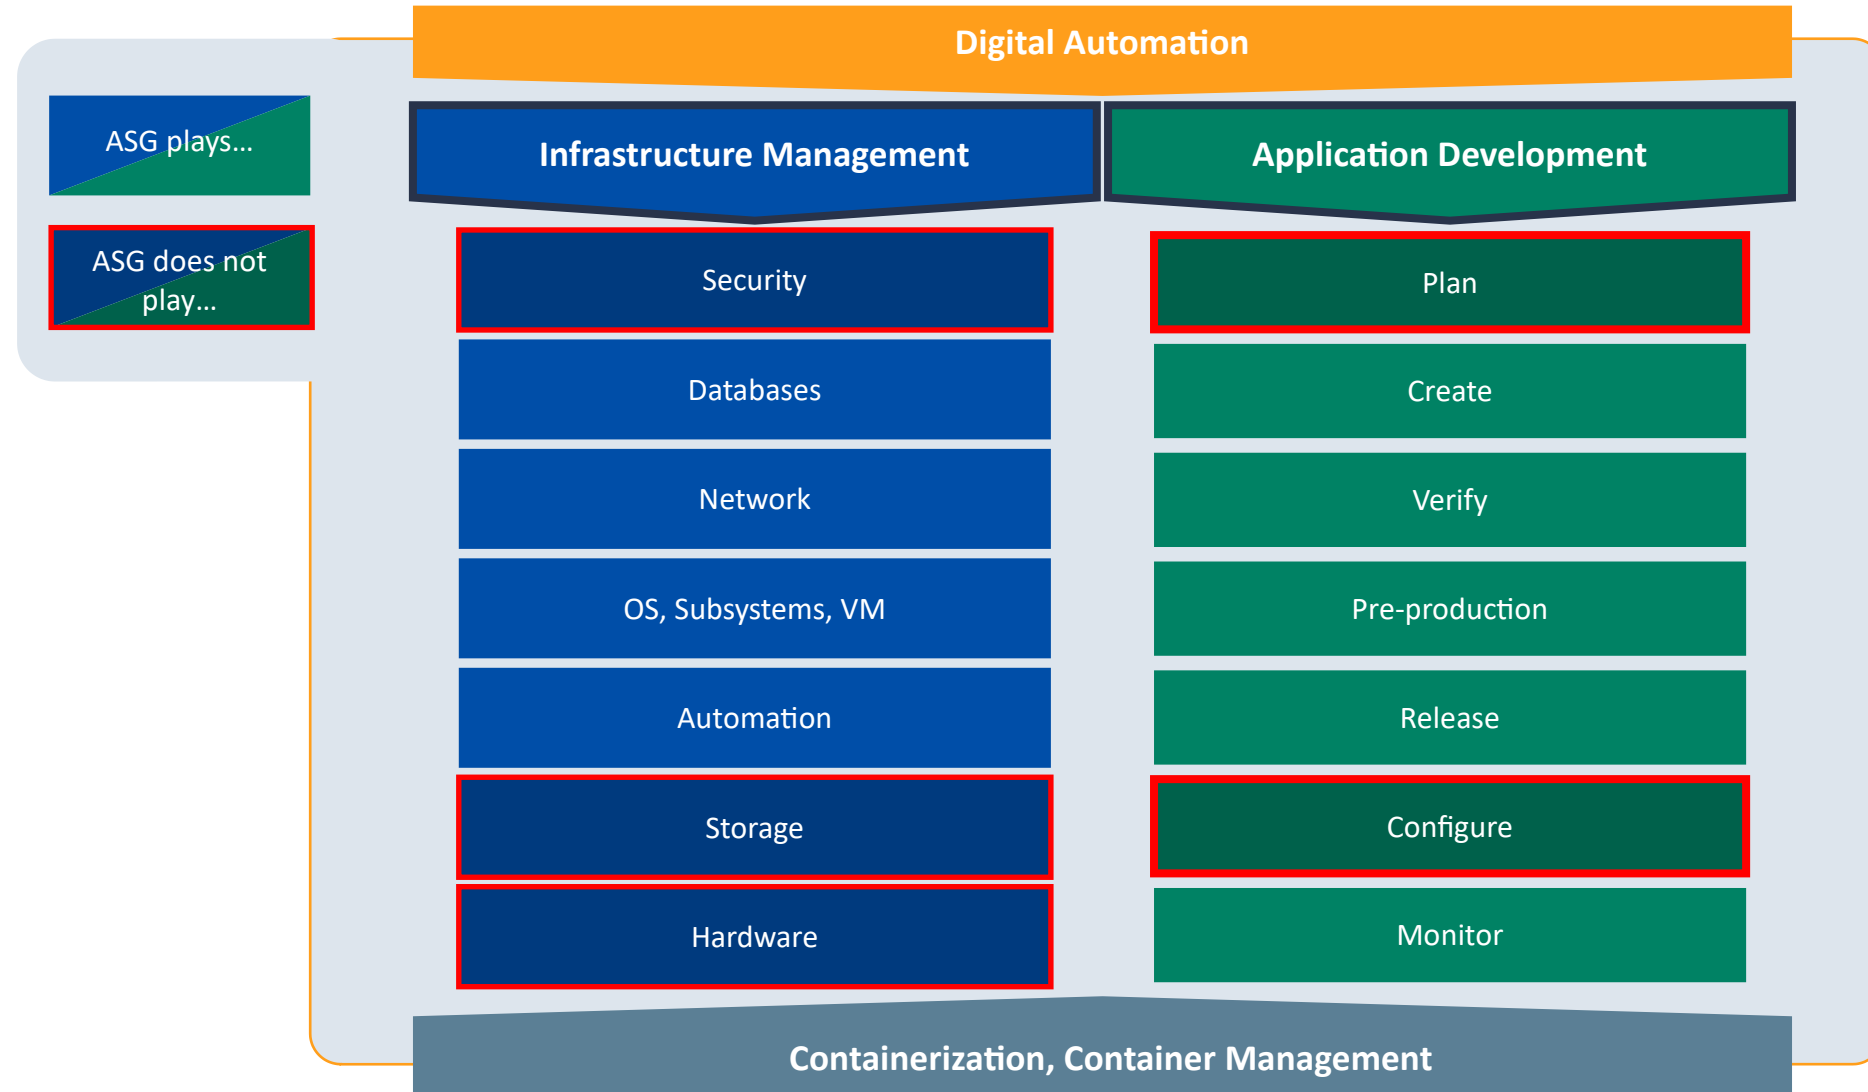 Digital Automation
ASG plays...
ASG does not
play...
Infrastructure Management
Application Development
Security
Plan
Databases
Create
Network
Verify
OS, Subsystems, VM
Pre-production
Automation
Release
Storage
Configure
Hardware
Monitor
Containerization, Container Management